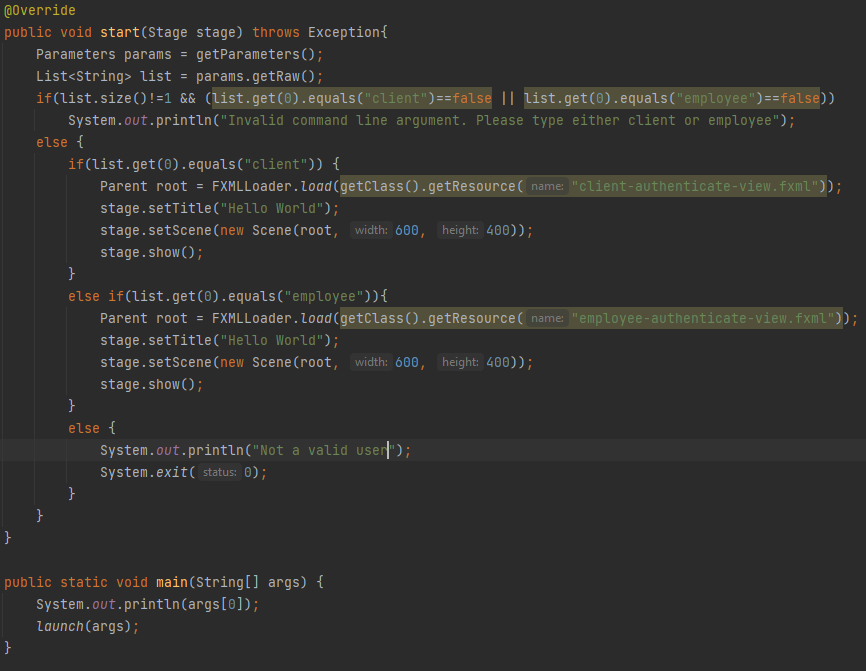 @Override
public void start(Stage stage) throws Exception{
    Parameters params = getParameters();
    List<String> list = params.getRaw();
    if(list.size()!=1 && (list.get(0).equals("client")==false || list.get(0).equals("employee")==false))
        System.out.println("Invalid command line argument. Please type either client or employee");
    else {
        if(list.get(0).equals("client")) {
            Parent root = FXMLLoader.load(getClass().getResource( name: "client-authenticate-view.fxml"));
            stage.setTitle("Hello World");
            stage.setScene(new Scene(root, width: 600, height: 400));
            stage.show();
        }
        else if(list.get(0).equals("employee")){
            Parent root = FXMLLoader.load(getClass().getResource( name: "employee-authenticate-view.fxml"));
            stage.setTitle("Hello World");
            stage.setScene(new Scene(root, width: 600, height: 400));
            stage.show();
        }
        else {
            System.out.println("Not a valid user");
            System.exit( status: 0);
        }
    }
}
public static void main(String[] args) {
    System.out.println(args[0]);
    launch(args);
}